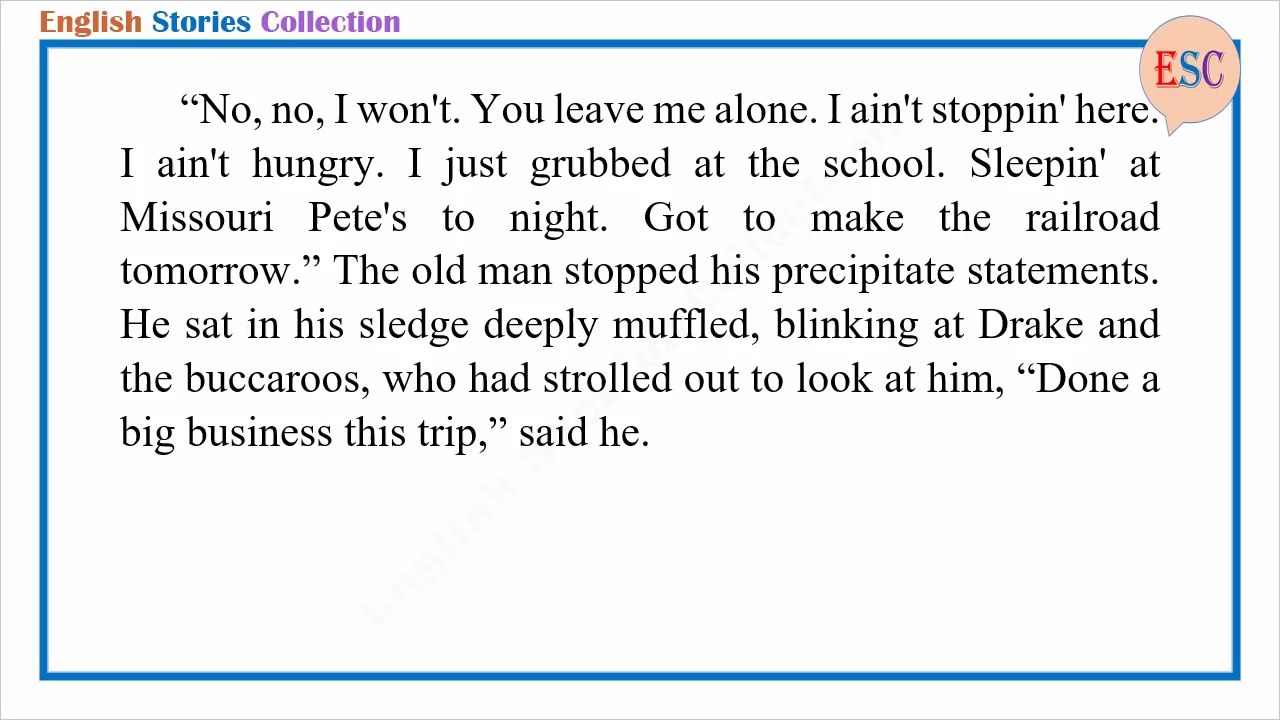 English Stories Collection
ESC
“No, no, I won't. You leave me alone. I ain't stoppin' here.
I ain't hungry. I just grubbed at the school. Sleepin' at
Missouri Pete's to night. Got to make the railroad
tomorrow.” The old man stopped his precipitate statements.
He sat in his sledge deeply muffled, blinking at Drake and
the buccaroos, who had strolled out to look at him, “Done a
big business this trip,” said he.
English Stories Collection